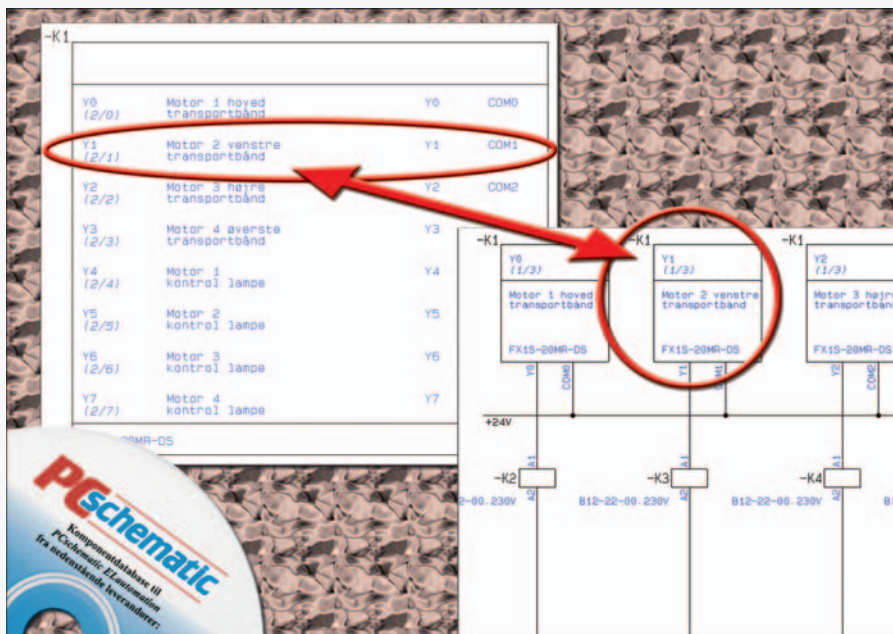 -K1
Y0 Motor 1 hoved Y0 COM0
(2/0) transportbånd
Y1 Motor 2 venstre Y1 COM1
(2/1) transportbånd
Y2 Motor 3 højre Y2 COM2
(2/2) transportbånd
Y3 Motor 4 øverste Y3
(2/3) transportbånd
Y4 Motor 1 Y4
(2/4) kontrol lampe
Y5 Motor 2 Y5
(2/5) kontrol lampe
Y6 Motor 3 Y6
(2/6) kontrol lampe
Y7 Motor 4 Y7
(2/7) kontrol lampe
20MR-DS
-K1 -K1 -K1
Y0 Y1 Y2
(1/3) (1/3) (1/3)
Motor 1 hoved Motor 2 venstre Motor 3 højre
transportbånd transportbånd transportbånd
FX1S-20MR-DS FX1S-20MR-DS FX1S-20MR-DS
Y0 COM0 Y1 COM1 Y2 COM2
+24V
A1 A1 A1
-K2 -K3 -K4
A2 A2 A2
12-00.230V B12-22-00.230V B12-22-00.230V
PCschematic
Komponentdatabase til
PCschematic ELautomation
fra nedenstående leverandører: